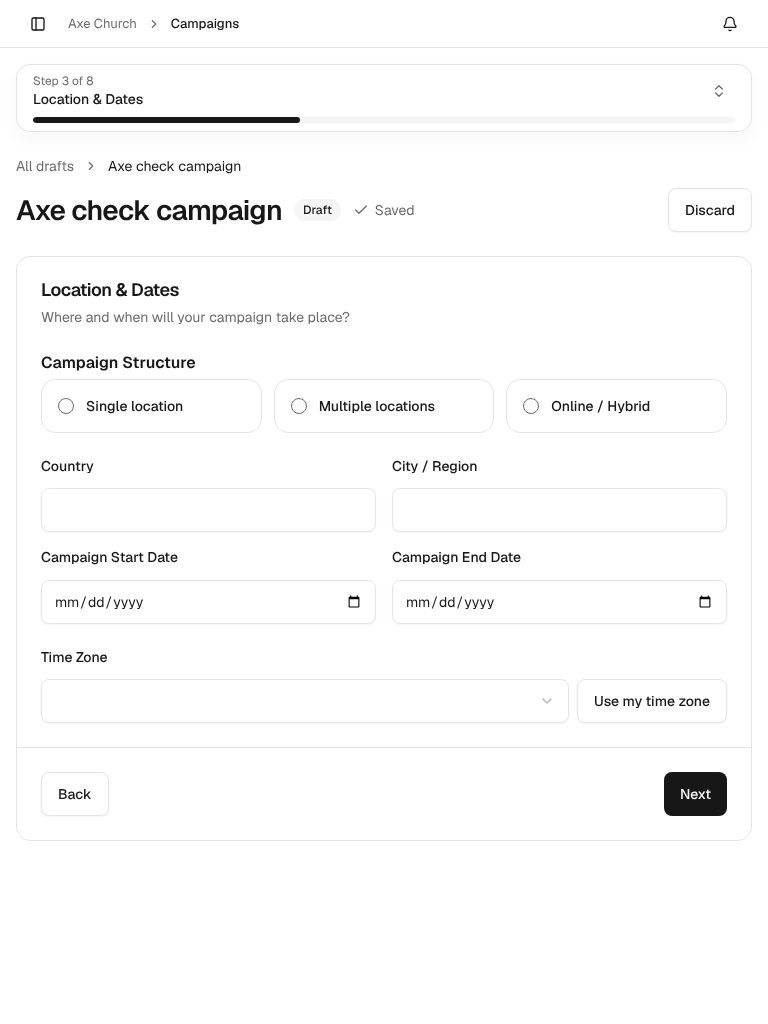 Axe Church > Campaigns
Step 3 of 8
Location & Dates
All drafts > Axe check campaign
Axe check campaign Draft Saved Discard
Location & Dates
Where and when will your campaign take place?
Campaign Structure
Single location Multiple locations Online / Hybrid
Country City / Region
Campaign Start Date Campaign End Date
mm/dd/yyyy mm/dd/yyyy
Time Zone
Use my time zone
Back Next